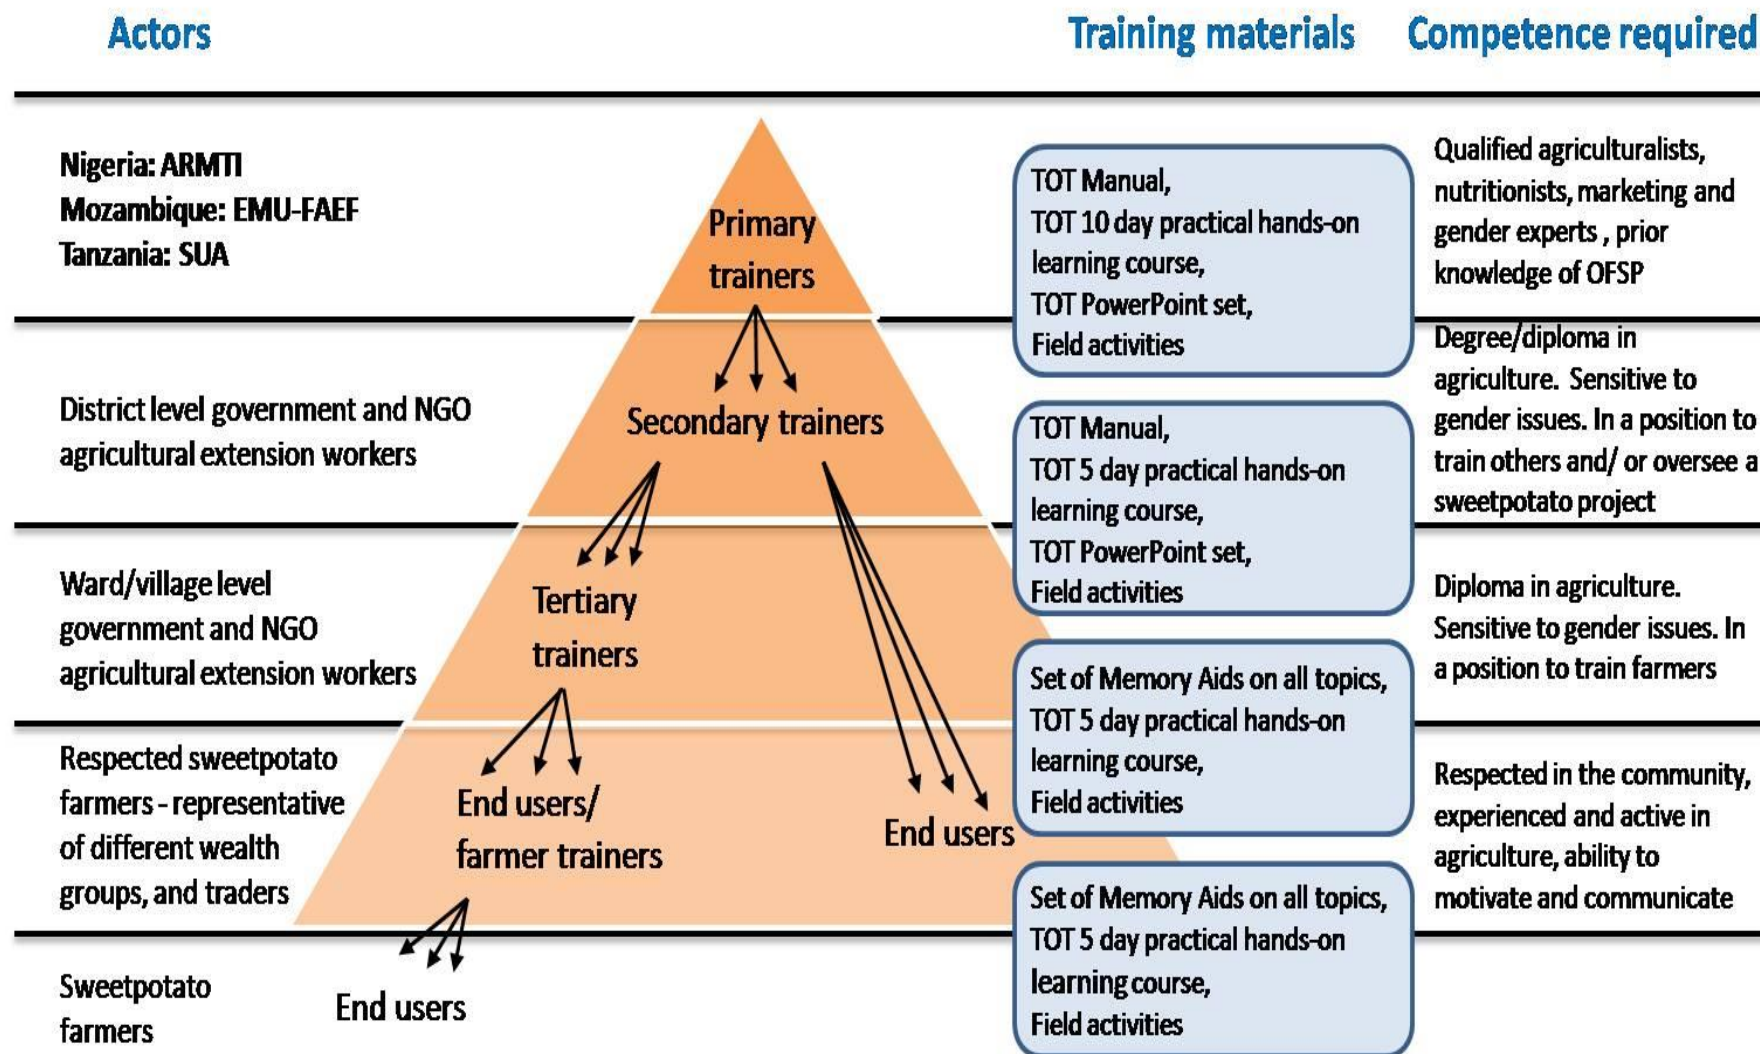 Actors
Training materials
Competence required
Nigeria: ARMTI
Mozambique: EMU-FAEF
Tanzania: SUA
Primary
trainers
TOT Manual,
TOT 10 day practical hands-on
learning course,
TOT PowerPoint set,
Field activities
Qualified agriculturalists,
nutritionists, marketing and
gender experts , prior
knowledge of OFSP
District level government and NGO
agricultural extension workers
Secondary trainers
TOT Manual,
TOT 5 day practical hands-on
learning course,
TOT PowerPoint set,
Field activities
Degree/diploma in
agriculture. Sensitive to
gender issues. In a position to
train others and/ or oversee a
sweetpotato project
Ward/village level
government and NGO
agricultural extension workers
Tertiary
trainers
Set of Memory Aids on all topics,
TOT 5 day practical hands-on
learning course,
Field activities
Diploma in agriculture.
Sensitive to gender issues. In
a position to train farmers
Respected sweetpotato
farmers - representative
of different wealth
groups, and traders
End users/
farmer trainers
End users
Set of Memory Aids on all topics,
TOT 5 day practical hands-on
learning course,
Field activities
Respected in the community,
experienced and active in
agriculture, ability to
motivate and communicate
Sweetpotato
farmers
End users